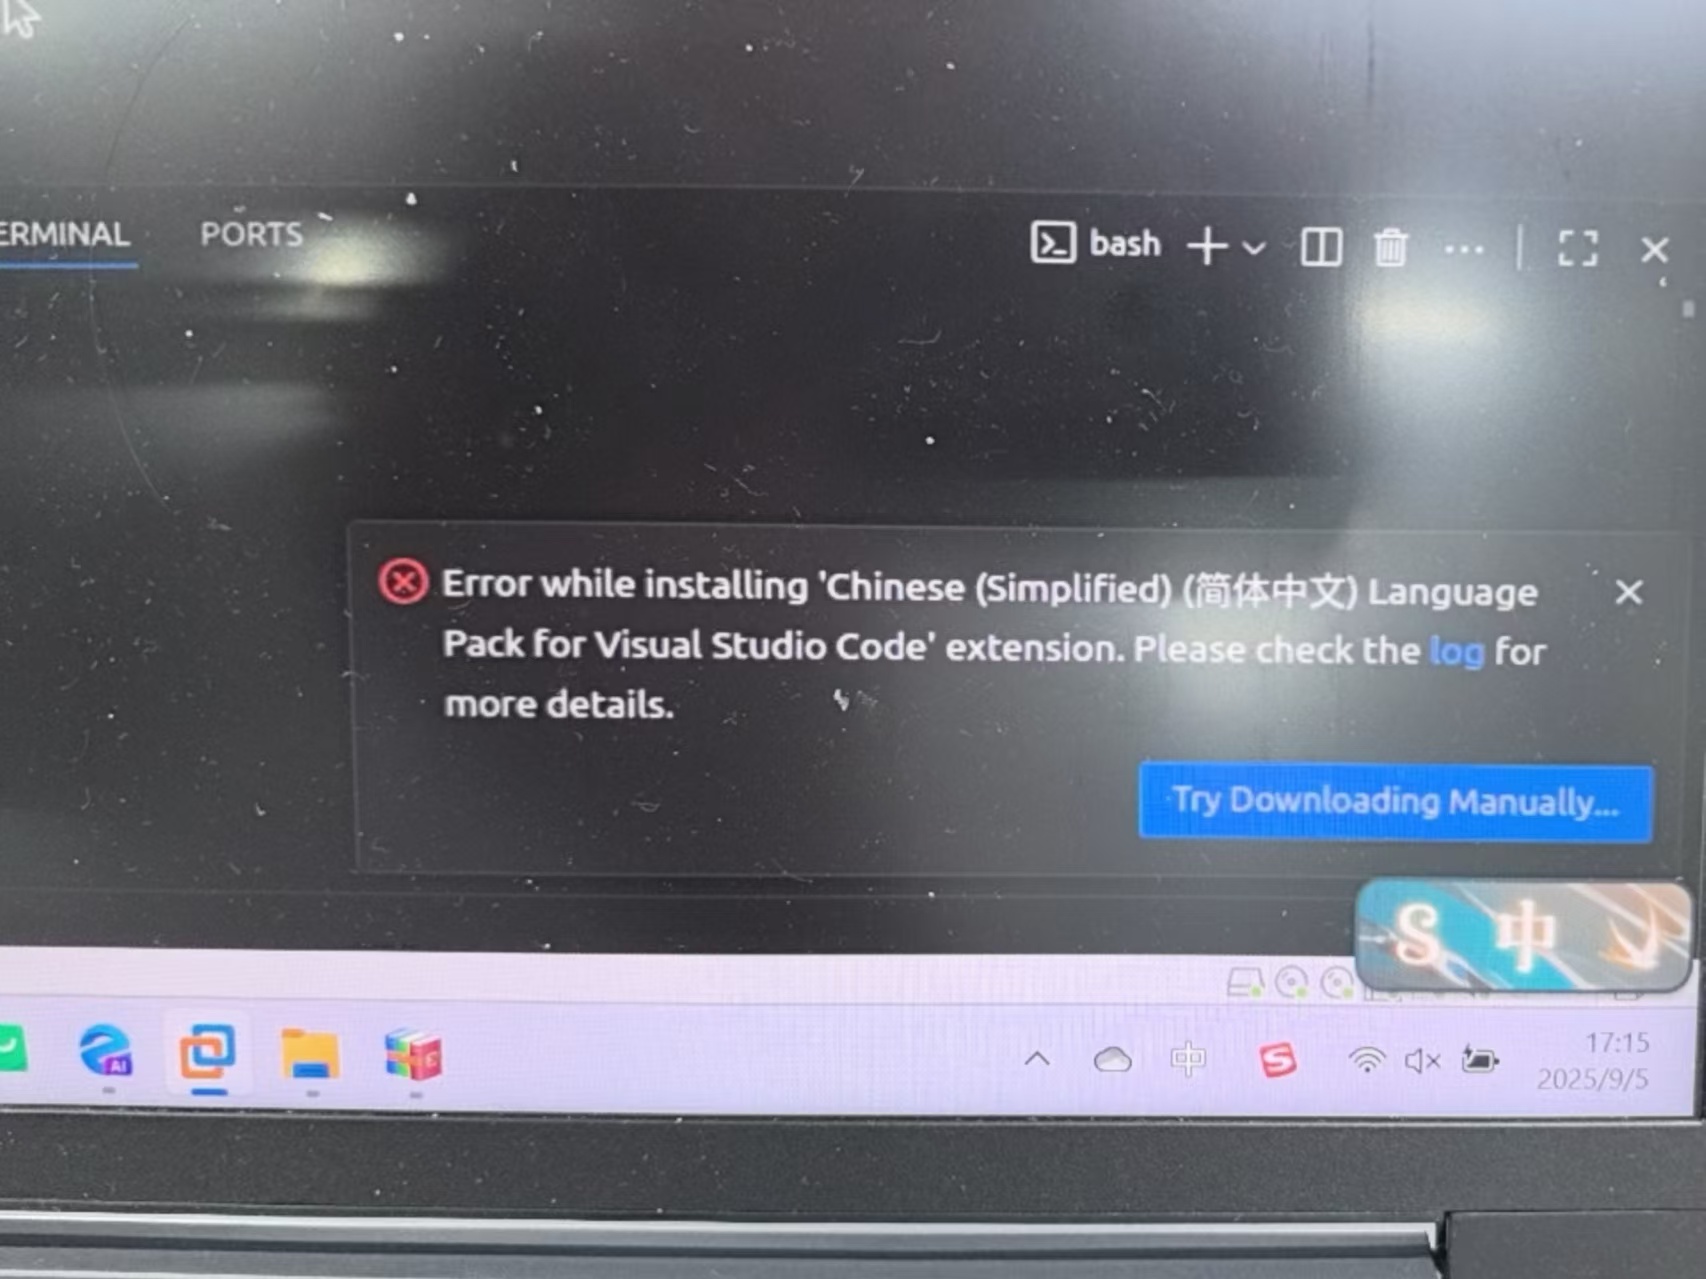 ERMINAL PORTS bash
Error while installing 'Chinese (Simplified) (简体中文) Language
Pack for Visual Studio Code' extension. Please check the log for
more details.
Try Downloading Manually...
S 中
AI 中 S 17:15
2025/9/5